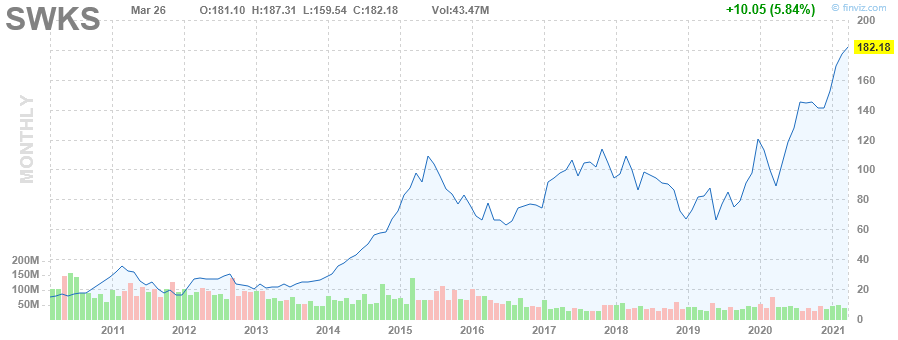 SWKS
Mar 26 O:181.10 H:187.31 L:159.54 C:182.18 Vol:43.47M +10.05 (5.84%) © finviz.com
MONTHLY
200
182.18
160
140
120
100
80
60
40
20
0
200M
150M
100M
50M
2011 2012 2013 2014 2015 2016 2017 2018 2019 2020 2021